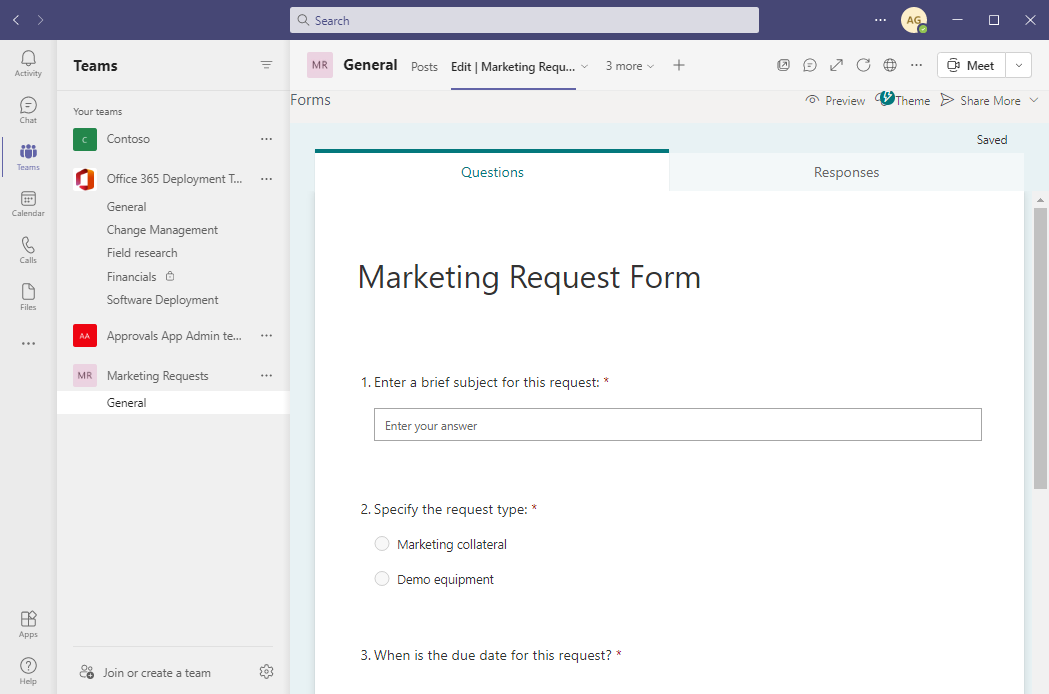 Search
AG
Activity
Chat
Teams
Calendar
Calls
Files
Apps
Help
Teams
Your teams
C
Contoso
Office 365 Deployment T...
General
Change Management
Field research
Financials
Software Deployment
AA
Approvals App Admin te...
MR
Marketing Requests
General
Join or create a team
MR
General
Posts
Edit | Marketing Requ...
3 more
Meet
Forms
Preview
Theme
Share More
Saved
Questions
Responses
Marketing Request Form
1. Enter a brief subject for this request: *
Enter your answer
2. Specify the request type: *
Marketing collateral
Demo equipment
3. When is the due date for this request? *